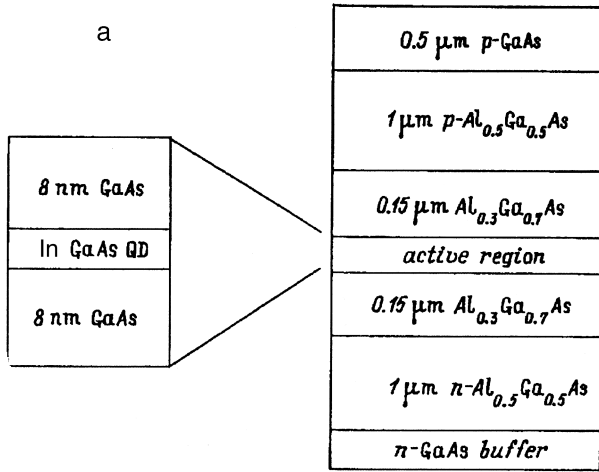 a
8 nm GaAs
In GaAs QD
8 nm GaAs
0.5 μm p-GaAs
1 μm p-Al₀.₅Ga₀.₅As
0.15 μm Al₀.₃Ga₀.₇As
active region
0.15 μm Al₀.₃Ga₀.₇As
1 μm n-Al₀.₅Ga₀.₅As
n-GaAs buffer